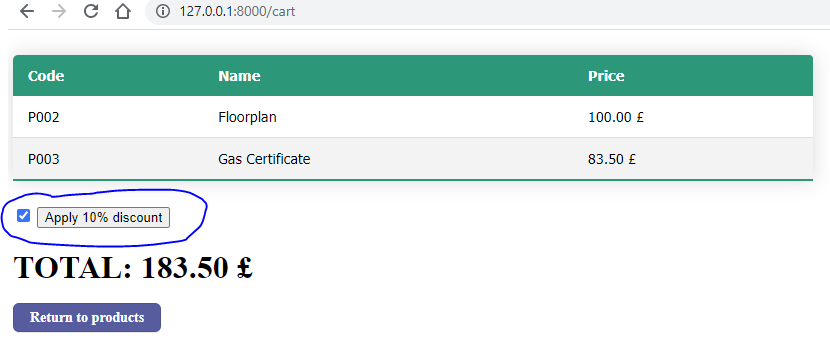 127.0.0.1:8000/cart
Code Name Price
P002 Floorplan 100.00 £
P003 Gas Certificate 83.50 £
Apply 10% discount
TOTAL: 183.50 £
Return to products